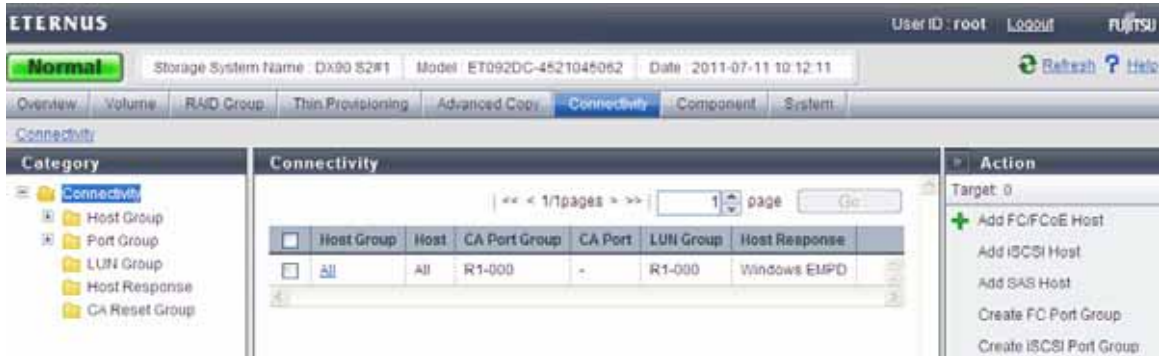 ETERNUS
User ID : root Logout FUJITSU
Normal Storage System Name : DX90 S2#1 Model : ET092DC-4521045062 Date : 2011-07-11 10:12:11 Refresh ? Help
Overview Volume RAID Group Thin Provisioning Advanced Copy Connectivity Component System
Connectivity
Category
Connectivity
Host Group
Port Group
LUN Group
Host Response
CA Reset Group
Connectivity
<< < 1/1pages > >> 1 page Go
Host Group Host CA Port Group CA Port LUN Group Host Response
All All R1-000 - R1-000 Windows EMPD
Action
Target: 0
Add FC/FCoE Host
Add iSCSI Host
Add SAS Host
Create FC Port Group
Create iSCSI Port Group